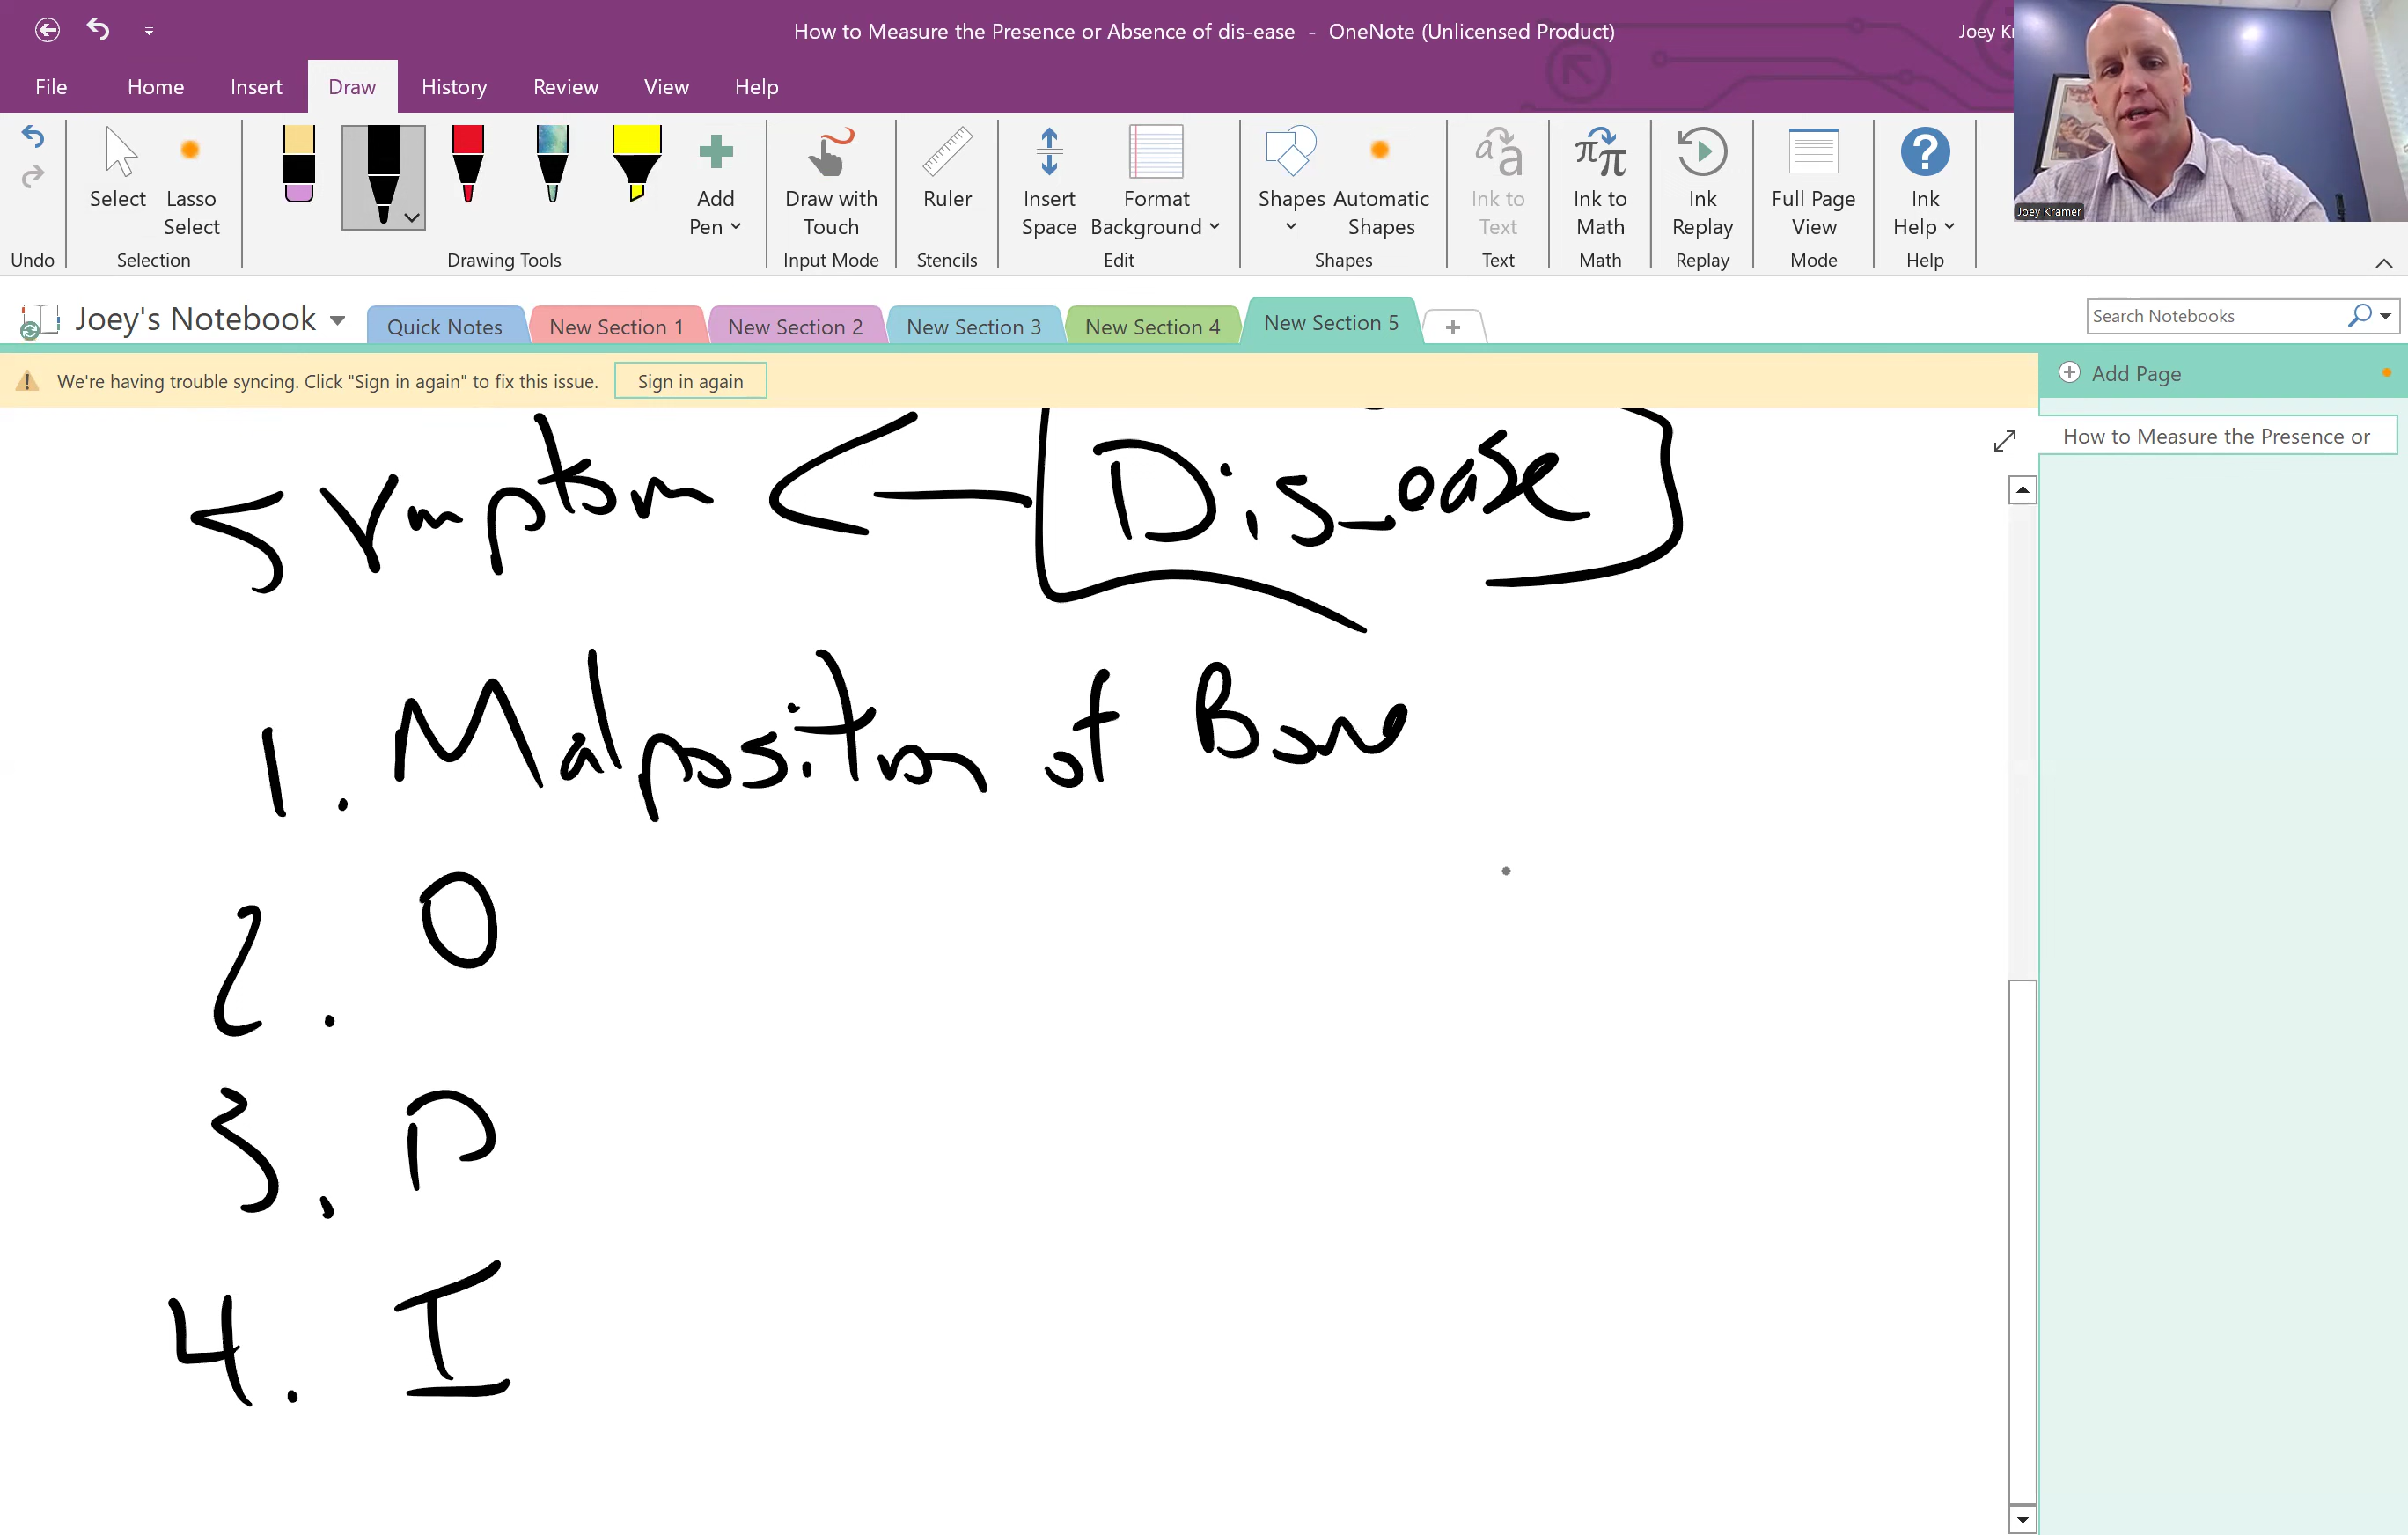 How to Measure the Presence or Absence of dis-ease - OneNote (Unlicensed Product)
Joey Kr
File Home Insert Draw History Review View Help
Select
Lasso Select
Add Pen
Draw with Touch
Ruler
Insert Space
Format Background
Shapes
Automatic Shapes
Ink to Text
Ink to Math
Ink Replay
Full Page View
Ink Help
Undo Selection Drawing Tools Input Mode Stencils Edit Shapes Text Math Replay Mode Help
Joey Kramer
Joey's Notebook Quick Notes New Section 1 New Section 2 New Section 3 New Section 4 New Section 5 Search Notebooks
We're having trouble syncing. Click "Sign in again" to fix this issue. Sign in again
Add Page
How to Measure the Presence or
Symptom ← Dis-ease
1. Malposition of Bone
2. O
3. P
4. I